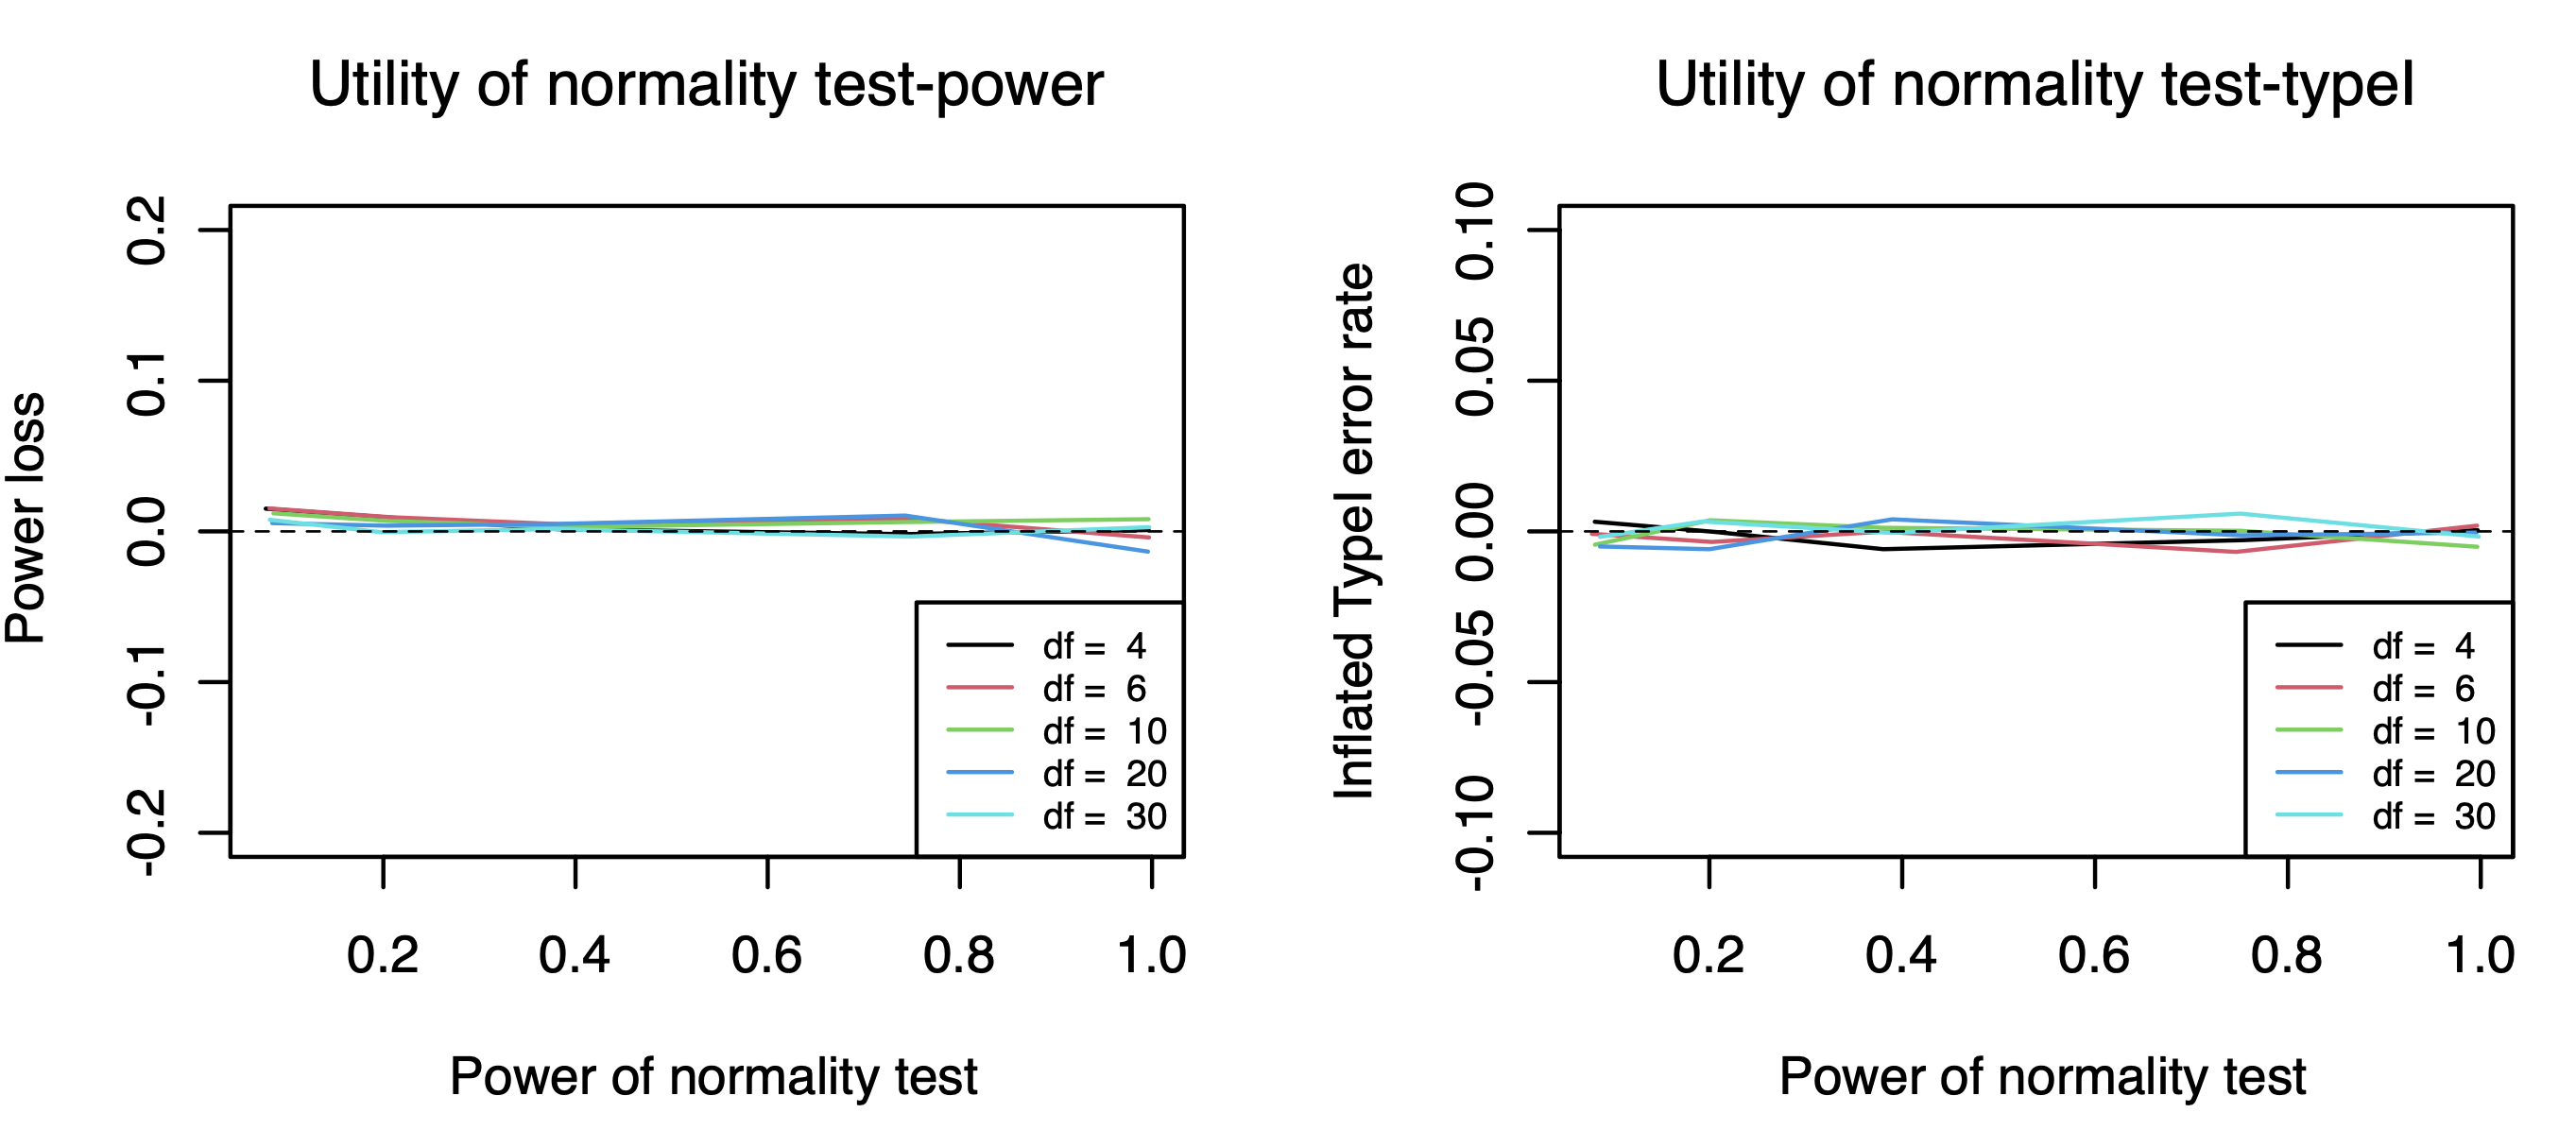 Utility of normality test-power
Power loss
0.2
0.1
0.0
-0.1
-0.2
df = 4
df = 6
df = 10
df = 20
df = 30
0.2 0.4 0.6 0.8 1.0
Power of normality test
Utility of normality test-typeI
Inflated TypeI error rate
0.10
0.05
0.00
-0.05
-0.10
df = 4
df = 6
df = 10
df = 20
df = 30
0.2 0.4 0.6 0.8 1.0
Power of normality test